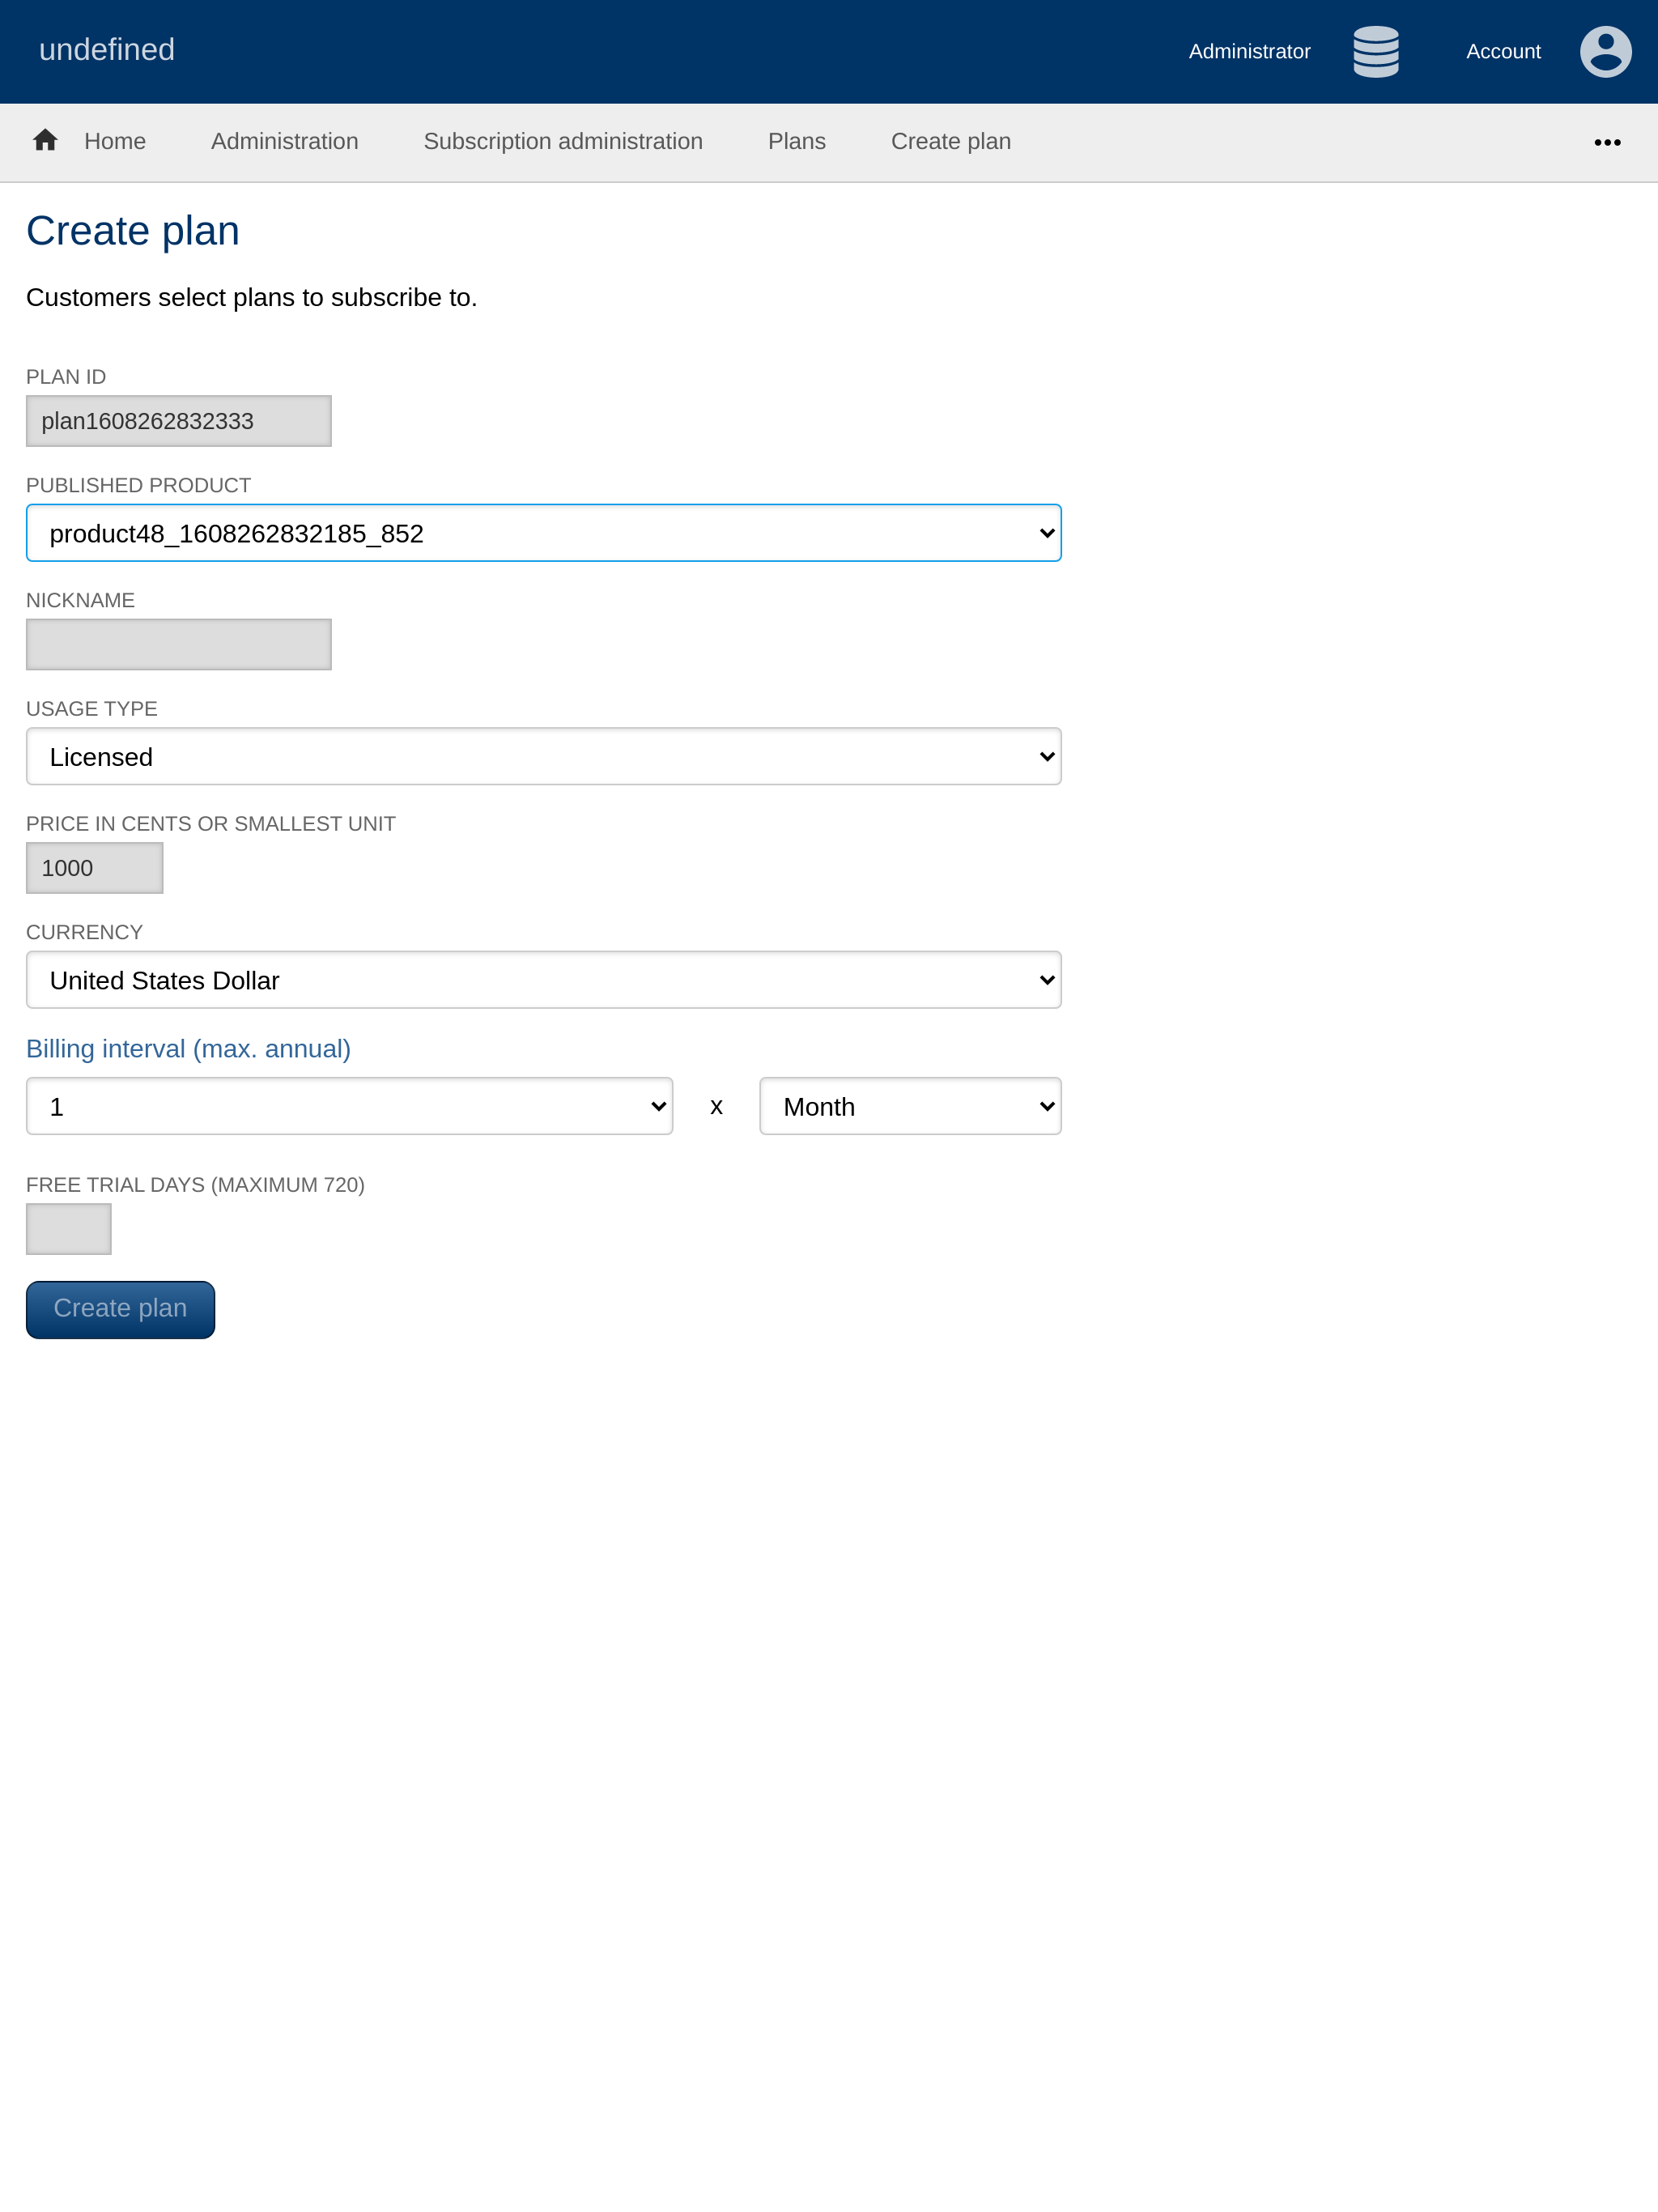 undefined Administrator Account
Home Administration Subscription administration Plans Create plan
Create plan
Customers select plans to subscribe to.
PLAN ID
plan1608262832333
PUBLISHED PRODUCT
product48_1608262832185_852
NICKNAME
USAGE TYPE
Licensed
PRICE IN CENTS OR SMALLEST UNIT
1000
CURRENCY
United States Dollar
Billing interval (max. annual)
1 x Month
FREE TRIAL DAYS (MAXIMUM 720)
Create plan